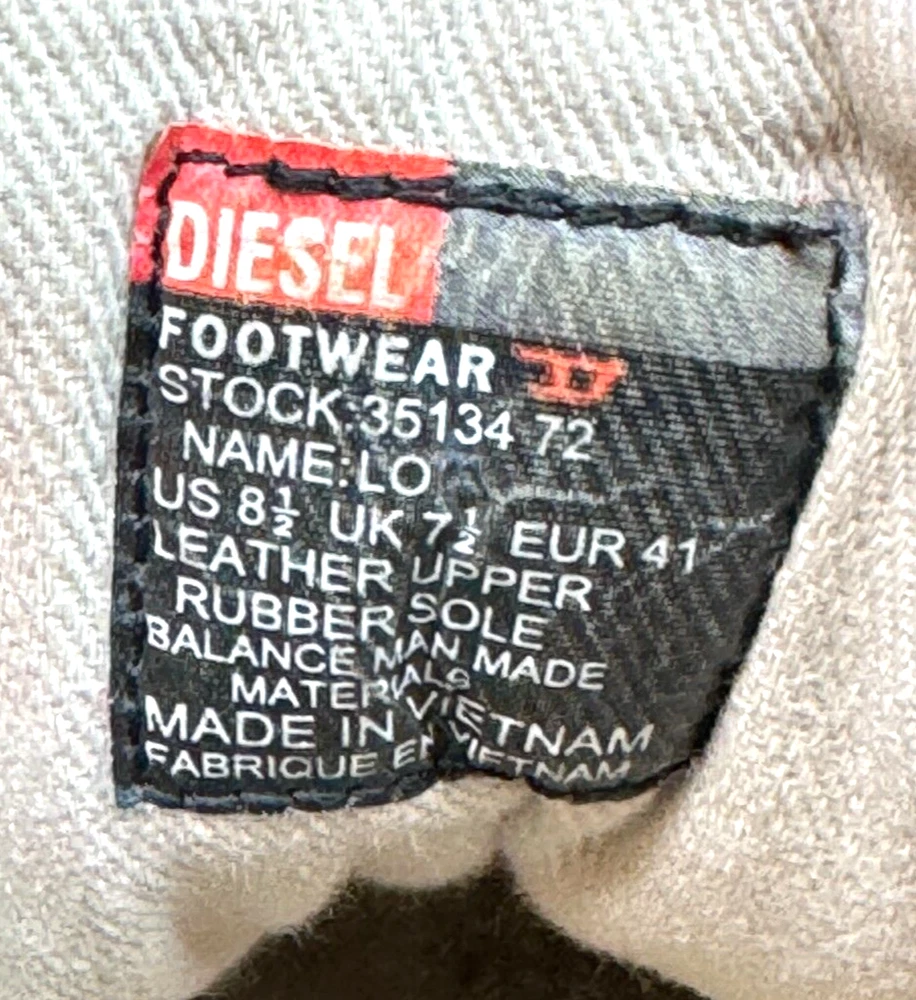 DIESEL
FOOTWEAR D
STOCK:35134 72
NAME:LO
US 8½ UK 7½ EUR 41
LEATHER UPPER
RUBBER SOLE
BALANCE MAN MADE
MATERIALS
MADE IN VIETNAM
FABRIQUE EN VIETNAM